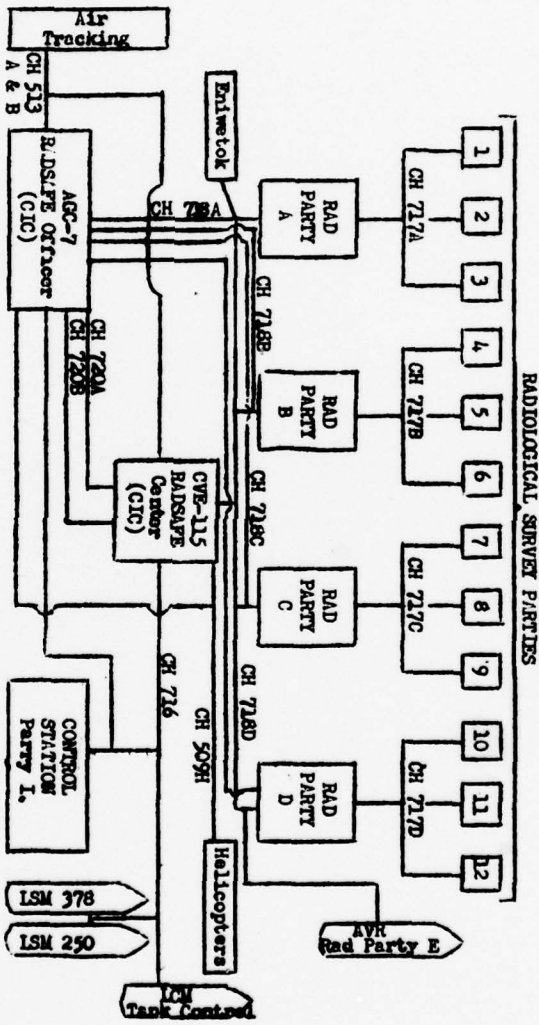 RADIOLOGICAL SURVEY PARTIES
1
2
3
4
5
6
7
8
9
10
11
12
CH 717A
CH 717B
CH 717C
CH 717D
RAD
PARTY
A
RAD
PARTY
B
RAD
PARTY
C
RAD
PARTY
D
AVR
Rad Party E
Eniwetok
CH 718A
CH 718B
CH 718C
CH 718D
CH 509H
Helicopters
Air
Tracking
CH 513
A & B
AGC-7
RADSAFE Officer
(CIC)
CH 720A
CH 720B
CVE-115
RADSAFE
Center
(CIC)
CH 716
LCM
Tank Control
CONTROL
STATION
Parry I.
LSM 378
LSM 250